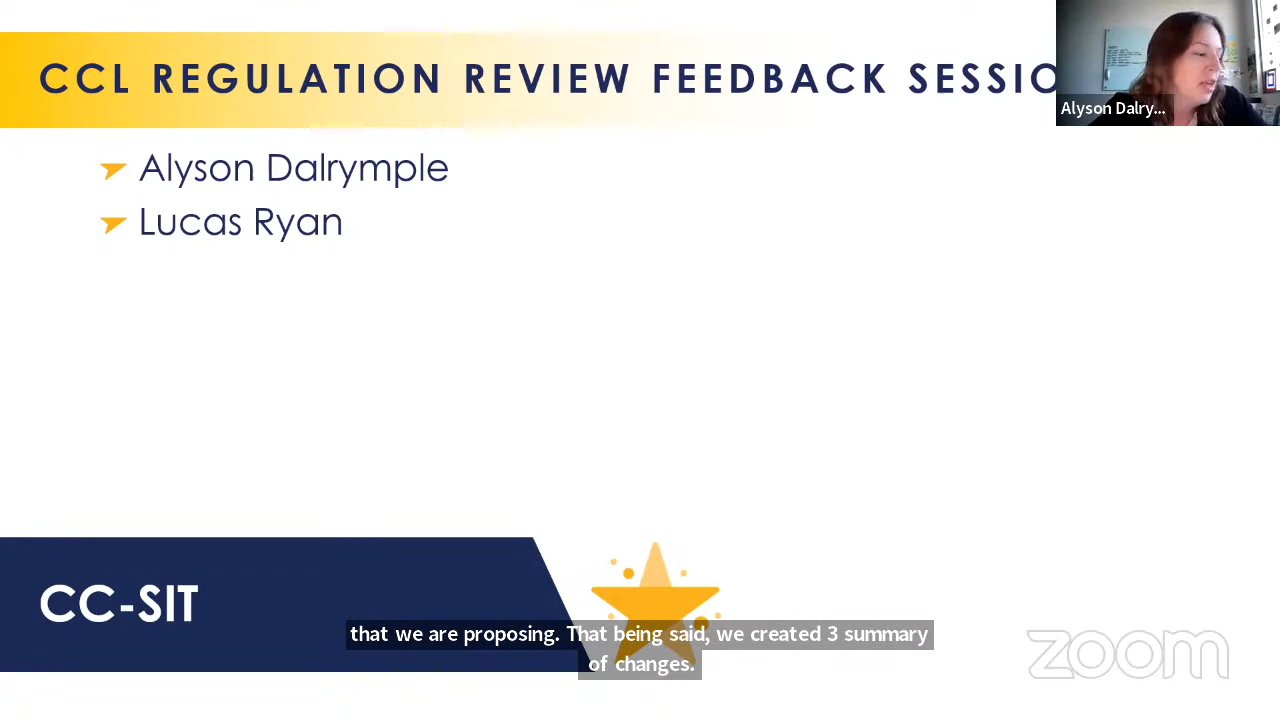 CCL REGULATION REVIEW FEEDBACK SESSIO
Alyson Dalry...
Alyson Dalrymple
Lucas Ryan
CC-SIT
that we are proposing. That being said, we created 3 summary
of changes.
zoom